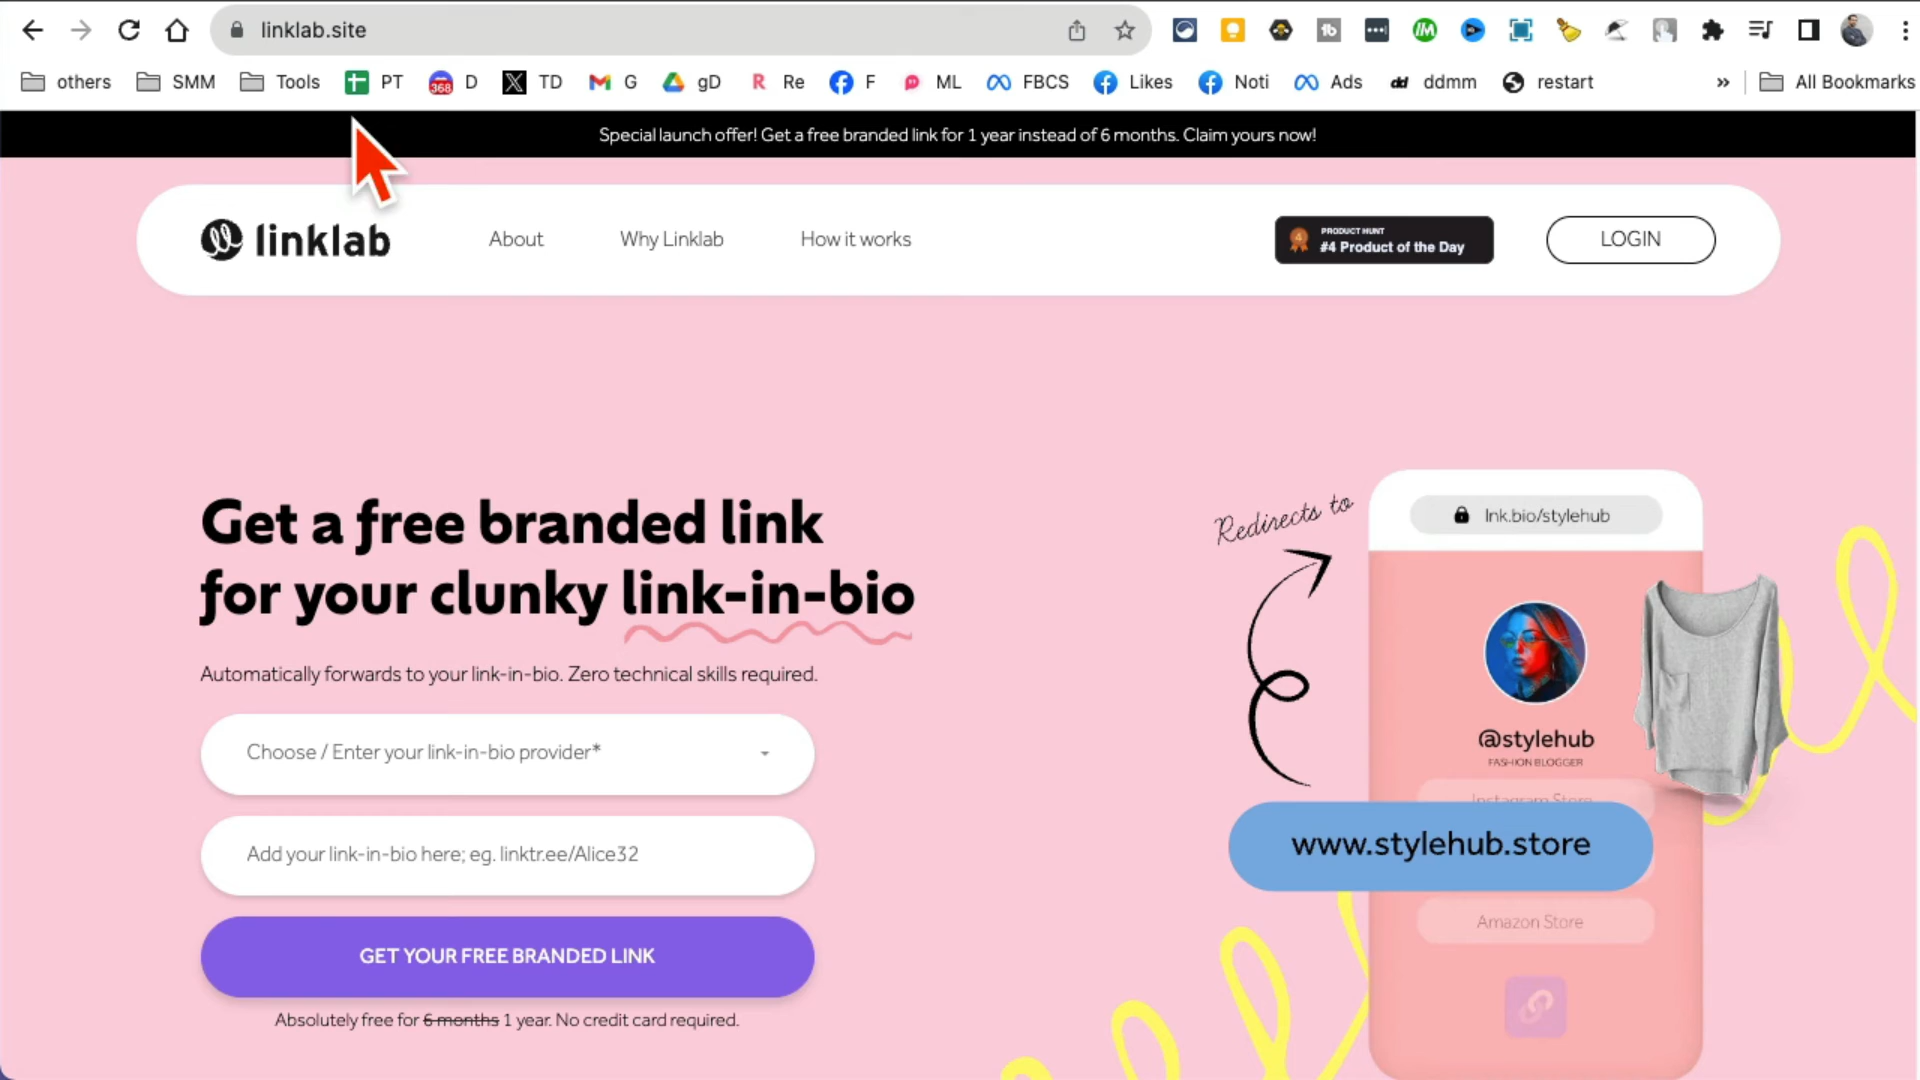 linklab.site
others SMM Tools PT D TD G gD Re F ML FBCS Likes Noti Ads ddmm restart » All Bookmarks
Special launch offer! Get a free branded link for 1 year instead of 6 months. Claim yours now!
linklab About Why Linklab How it works
PRODUCT HUNT
#4 Product of the Day
LOGIN
Get a free branded link
for your clunky link-in-bio
Automatically forwards to your link-in-bio. Zero technical skills required.
Choose / Enter your link-in-bio provider*
Add your link-in-bio here; eg. linktr.ee/Alice32
GET YOUR FREE BRANDED LINK
Absolutely free for 6 months 1 year. No credit card required.
Redirects to
lnk.bio/stylehub
@stylehub
FASHION BLOGGER
Instagram Store
www.stylehub.store
Amazon Store